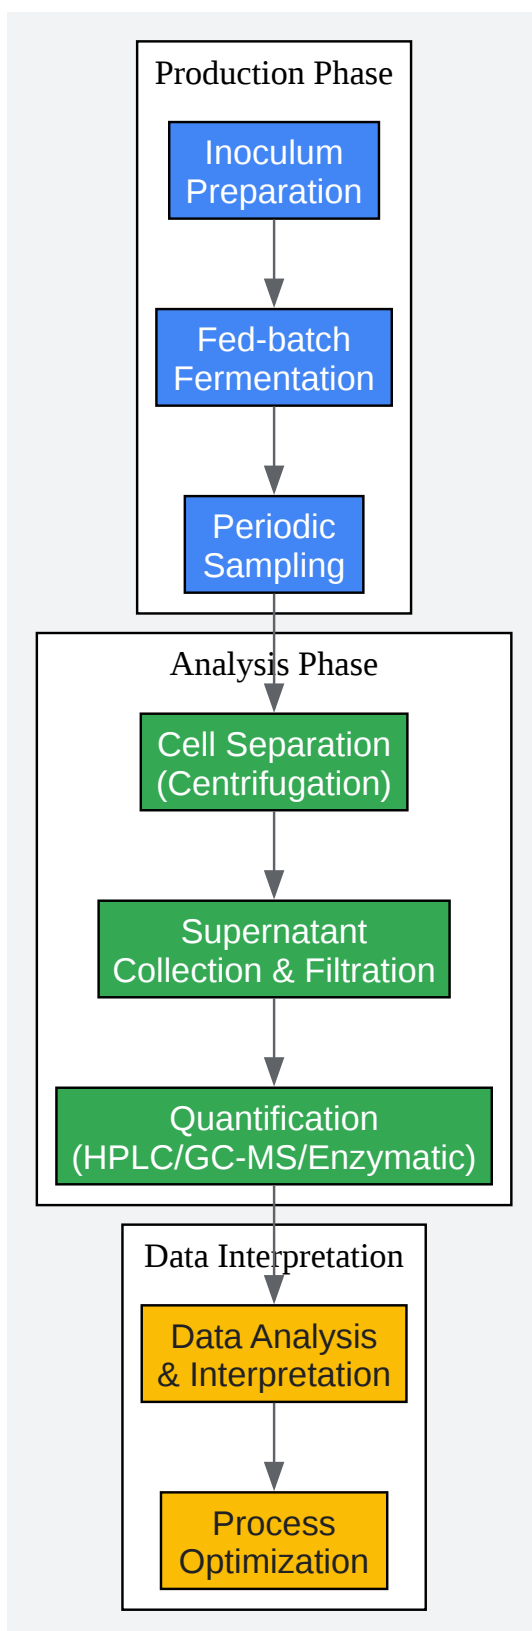 Production Phase
Inoculum
Preparation
Fed-batch
Fermentation
Periodic
Sampling
Analysis Phase
Cell Separation
(Centrifugation)
Supernatant
Collection & Filtration
Quantification
(HPLC/GC-MS/Enzymatic)
Data Interpretation
Data Analysis
& Interpretation
Process
Optimization